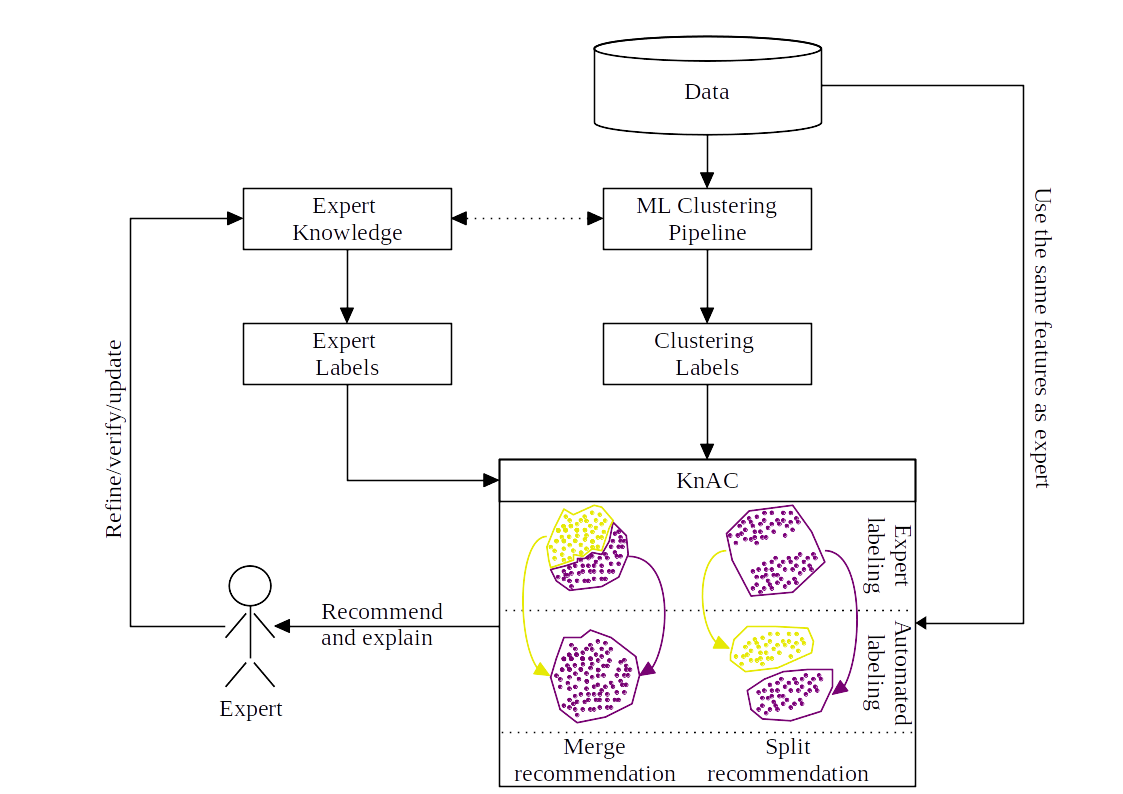 Data
Expert
Knowledge
ML Clustering
Pipeline
Use the same features as expert
Expert
Labels
Clustering
Labels
Refine/verify/update
KnAC
Expert
labeling
Automated
labeling
Recommend
and explain
Expert
Merge
recommendation
Split
recommendation